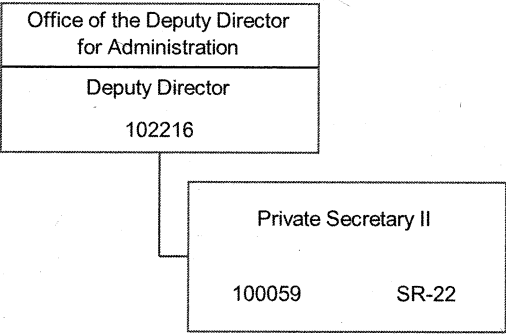 Office of the Deputy Director
for Administration
Deputy Director
102216
Private Secretary II
100059 SR-22